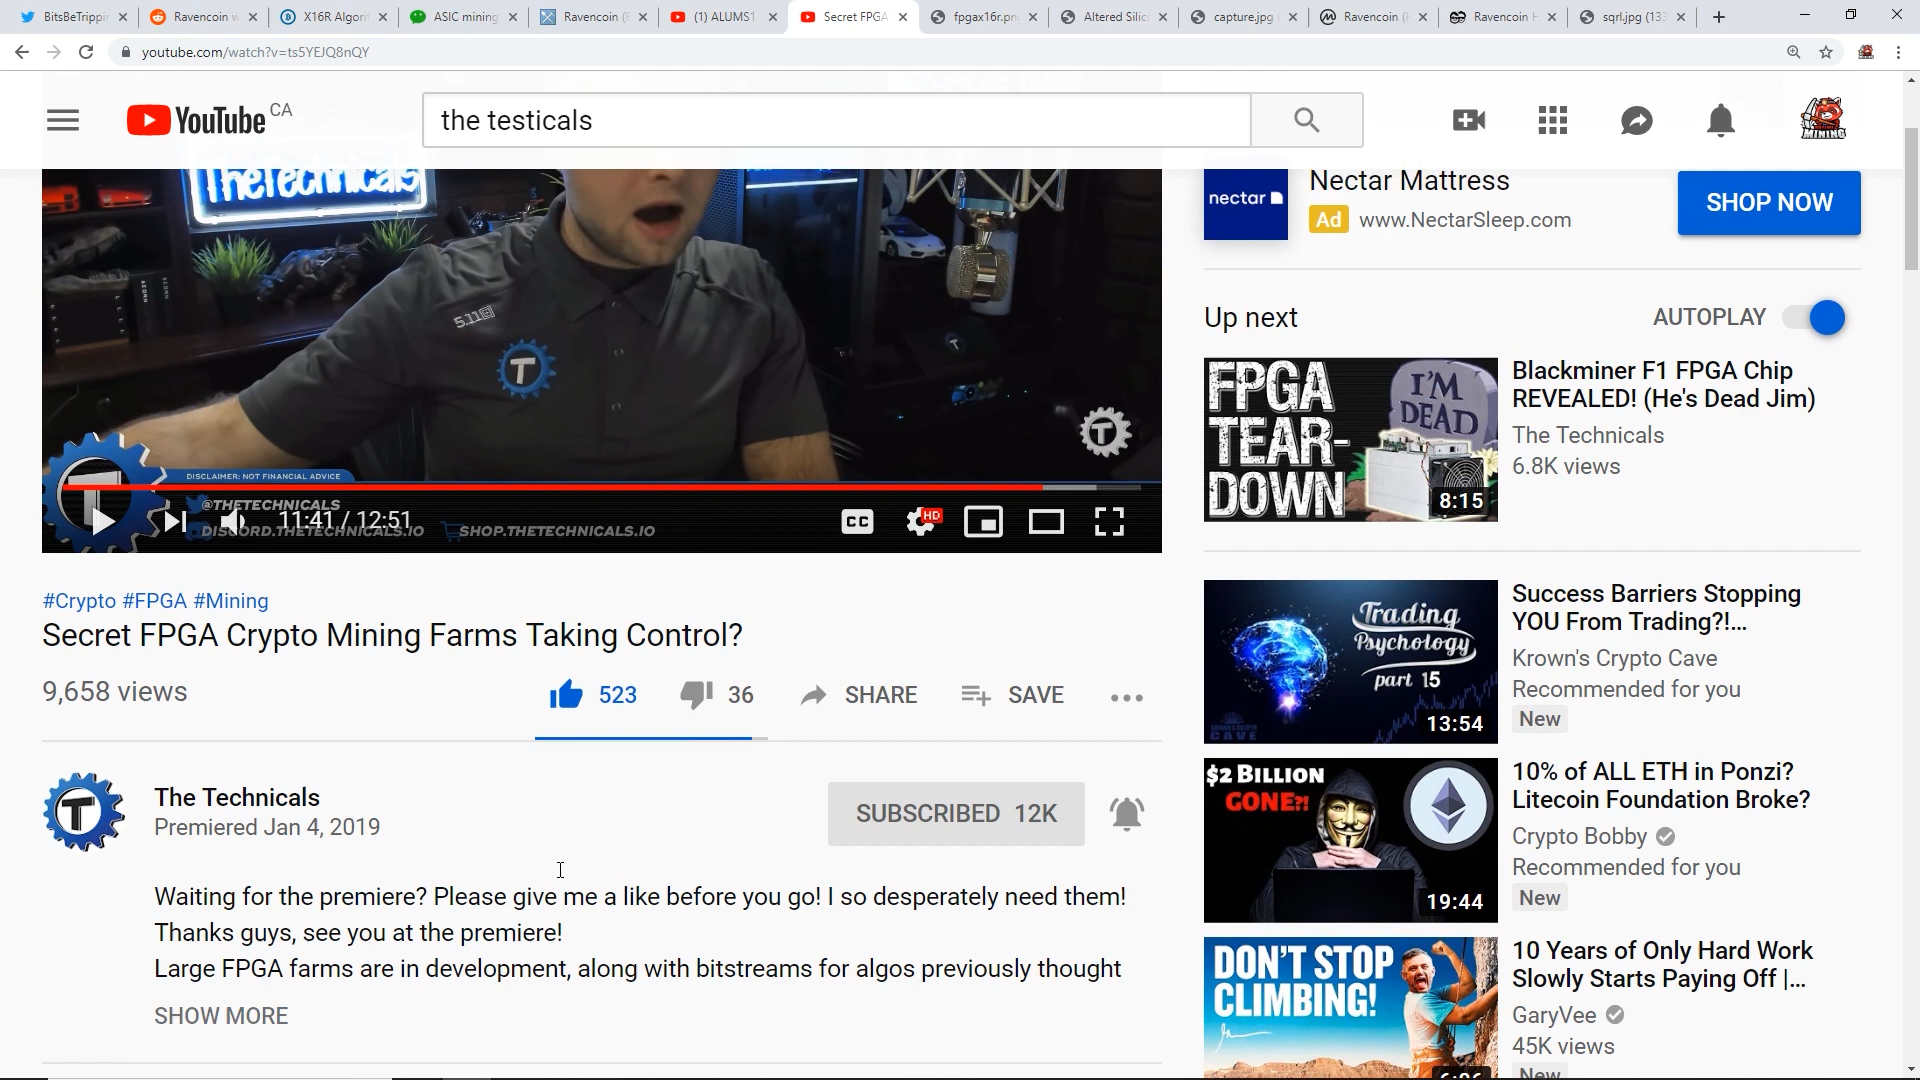 BitsBeTrippin
Ravencoin w
X16R Algorit
ASIC mining
Ravencoin (F
(1) ALUMS1
Secret FPGA
fpgax16r.pn
Altered Silic
capture.jpg
Ravencoin (F
Ravencoin H
sqrl.jpg (133
youtube.com/watch?v=ts5YEJQ8nQY
YouTube CA
the testicals
MINING
TheTechnicals
5.11
T
T
DISCLAIMER: NOT FINANCIAL ADVICE
@THETECHNICALS
DISCORD.THETECHNICALS.IO
SHOP.THETECHNICALS.IO
11:41 / 12:51
CC
HD
#Crypto #FPGA #Mining
Secret FPGA Crypto Mining Farms Taking Control?
9,658 views
523
36
SHARE
SAVE
The Technicals
Premiered Jan 4, 2019
SUBSCRIBED 12K
Waiting for the premiere? Please give me a like before you go! I so desperately need them!
Thanks guys, see you at the premiere!
Large FPGA farms are in development, along with bitstreams for algos previously thought
SHOW MORE
nectar
Nectar Mattress
Ad www.NectarSleep.com
SHOP NOW
Up next
AUTOPLAY
FPGA
TEAR-
DOWN
I'M
DEAD
8:15
Blackminer F1 FPGA Chip
REVEALED! (He's Dead Jim)
The Technicals
6.8K views
Trading
Psychology
part 15
13:54
Success Barriers Stopping
YOU From Trading?!...
Krown's Crypto Cave
Recommended for you
New
$2 BILLION
GONE?!
19:44
10% of ALL ETH in Ponzi?
Litecoin Foundation Broke?
Crypto Bobby
Recommended for you
New
DON'T STOP
CLIMBING!
10 Years of Only Hard Work
Slowly Starts Paying Off |...
GaryVee
45K views
New